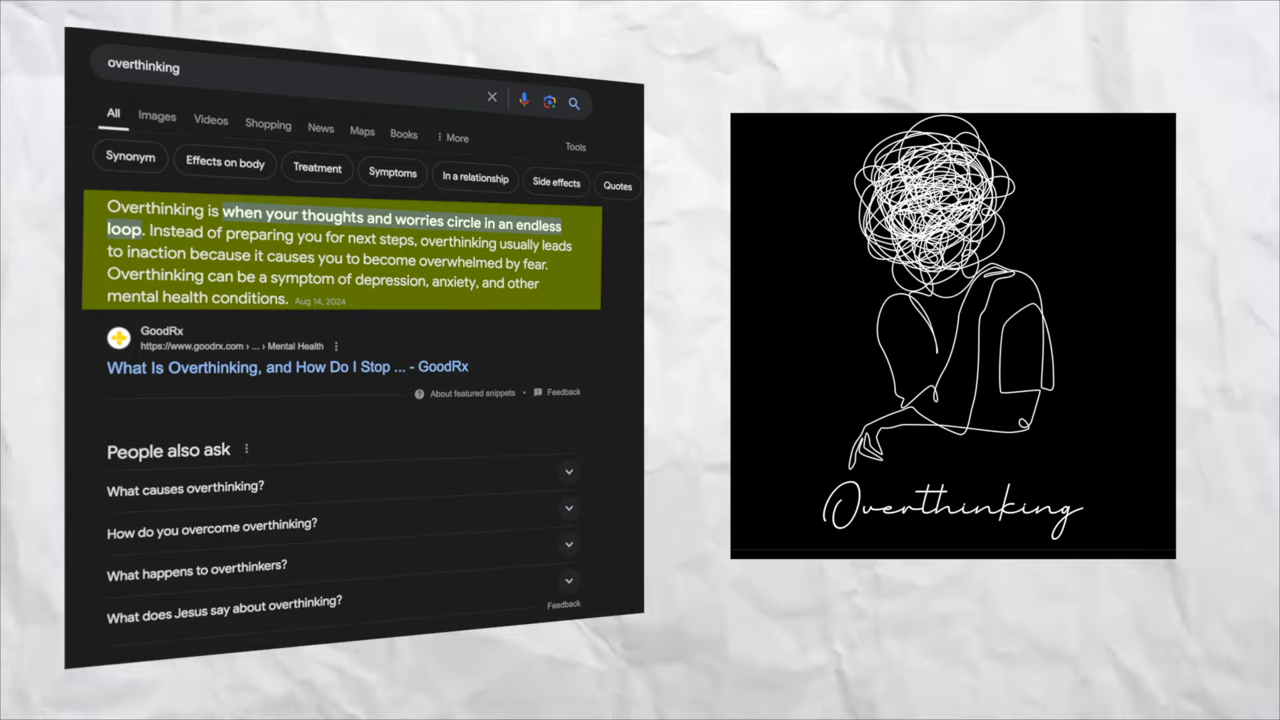 overthinking
All Images Videos Shopping News Maps Books More
Tools
Synonym Effects on body Treatment Symptoms In a relationship Side effects Quotes
Overthinking is when your thoughts and worries circle in an endless
loop. Instead of preparing you for next steps, overthinking usually leads
to inaction because it causes you to become overwhelmed by fear.
Overthinking can be a symptom of depression, anxiety, and other
mental health conditions. Aug 14, 2024
GoodRx
https://www.goodrx.com › ... › Mental Health
What Is Overthinking, and How Do I Stop ... - GoodRx
About featured snippets • Feedback
People also ask
What causes overthinking?
How do you overcome overthinking?
What happens to overthinkers?
What does Jesus say about overthinking?
Feedback
Overthinking